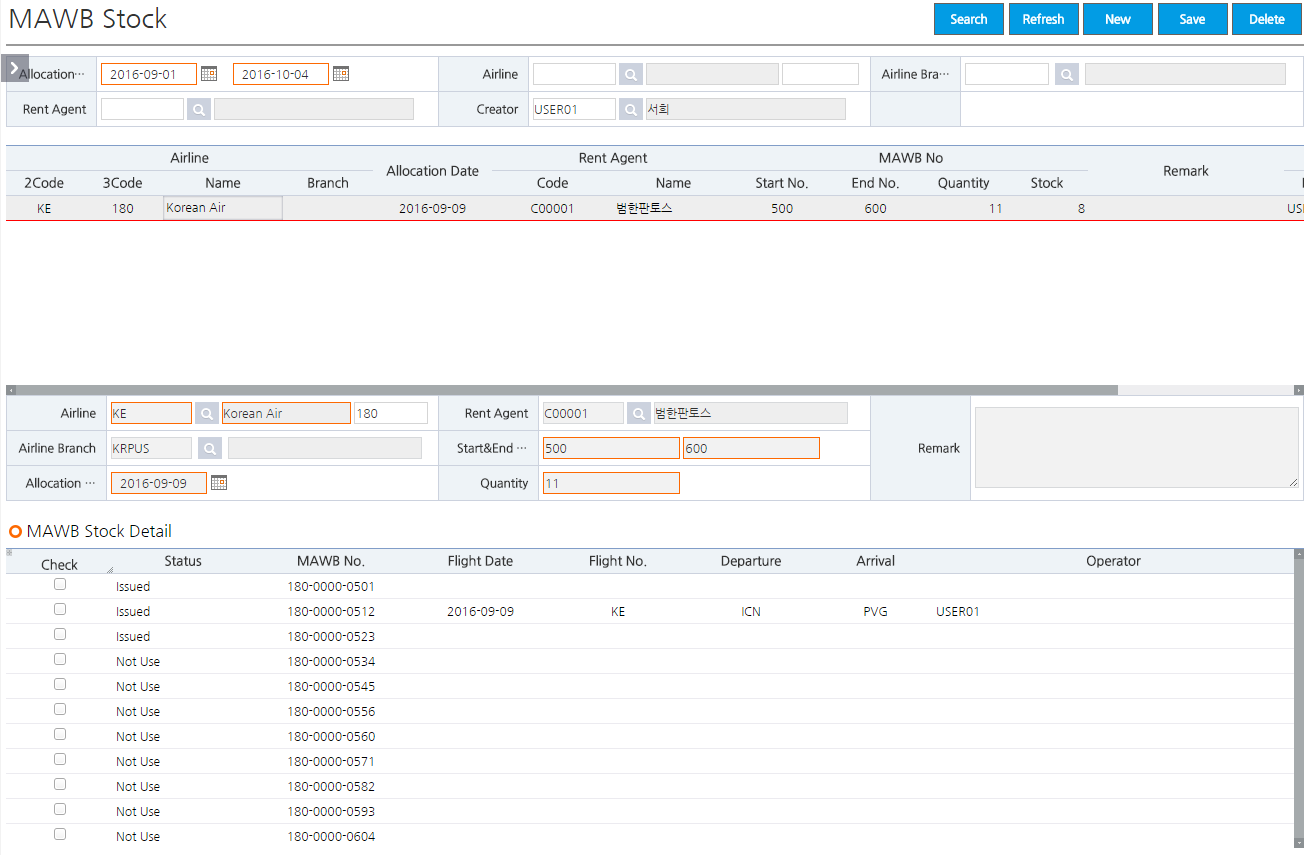 MAWB Stock
Search Refresh New Save Delete
Allocation··· 2016-09-01 2016-10-04 Airline Airline Bra···
Rent Agent Creator USER01 서희
Airline Allocation Date Rent Agent MAWB No Remark
2Code 3Code Name Branch Code Name Start No. End No. Quantity Stock
KE 180 Korean Air 2016-09-09 C00001 범한판토스 500 600 11 8
Airline KE Korean Air 180 Rent Agent C00001 범한판토스
Airline Branch KRPUS Start&End ··· 500 600 Remark
Allocation ··· 2016-09-09 Quantity 11
MAWB Stock Detail
Check Status MAWB No. Flight Date Flight No. Departure Arrival Operator
Issued 180-0000-0501
Issued 180-0000-0512 2016-09-09 KE ICN PVG USER01
Issued 180-0000-0523
Not Use 180-0000-0534
Not Use 180-0000-0545
Not Use 180-0000-0556
Not Use 180-0000-0560
Not Use 180-0000-0571
Not Use 180-0000-0582
Not Use 180-0000-0593
Not Use 180-0000-0604